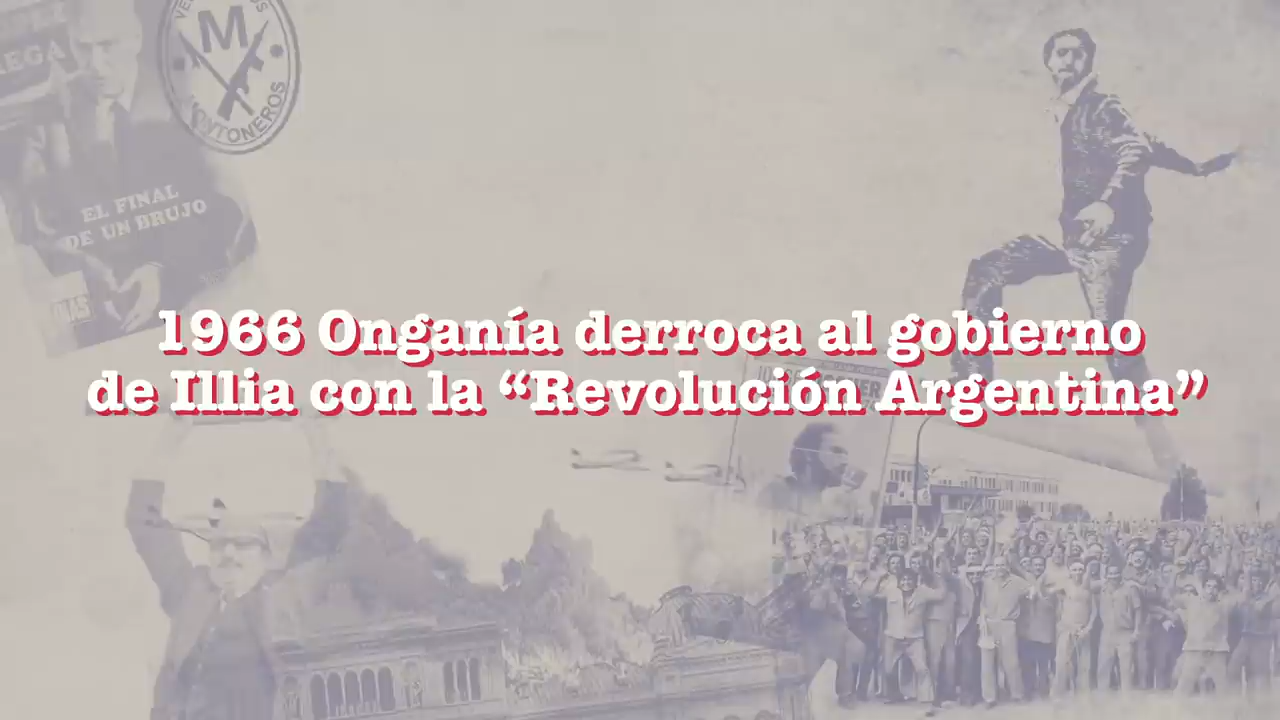 M
MONTONEROS
EL FINAL
DE UN BRUJO
1966 Onganía derroca al gobierno
de Illia con la “Revolución Argentina”